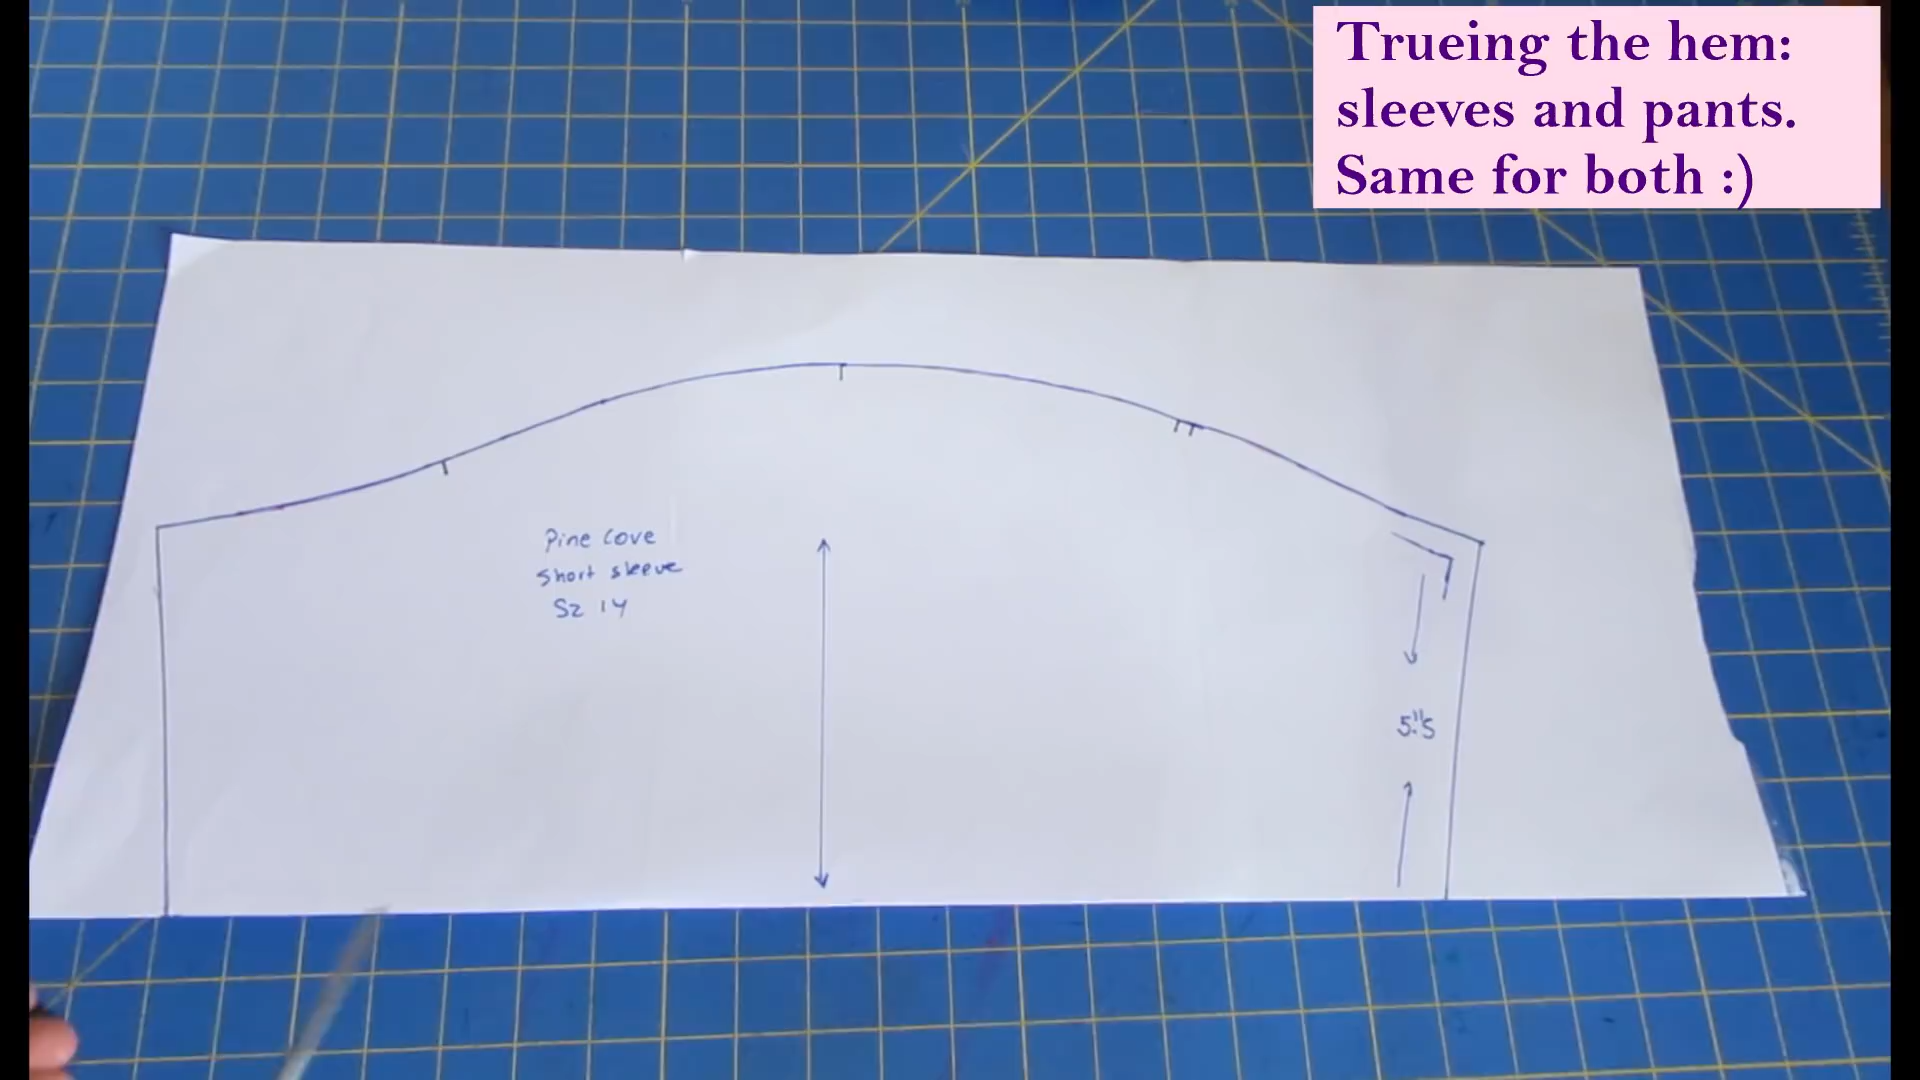 Trueing the hem:
sleeves and pants.
Same for both :)
Pine Cove
Short sleeve
Sz 14
5."5